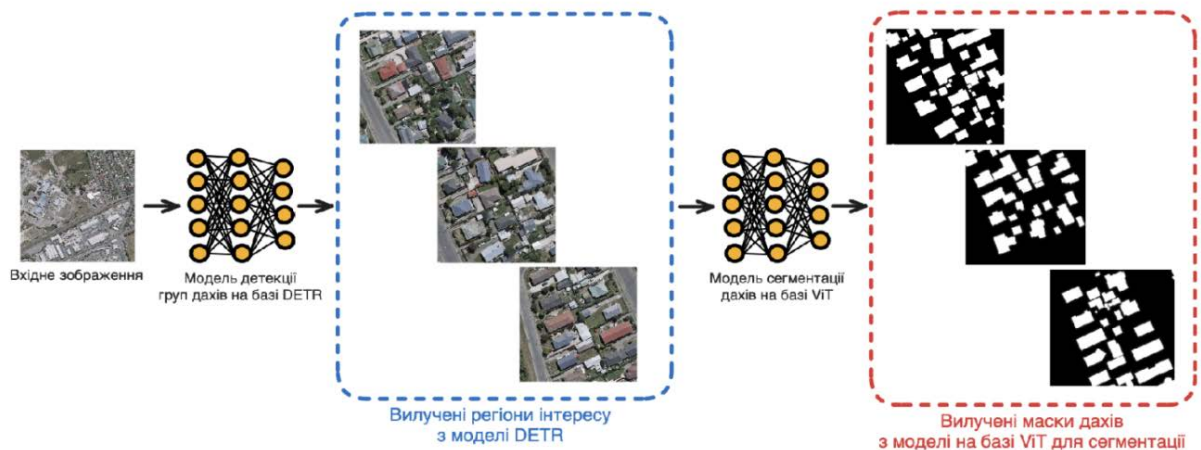 Вхідне зображення
Модель детекції
груп дахів на базі DETR
Вилучені регіони інтересу
з моделі DETR
Модель сегментації
дахів на базі ViT
Вилучені маски дахів
з моделі на базі ViT для сегментації